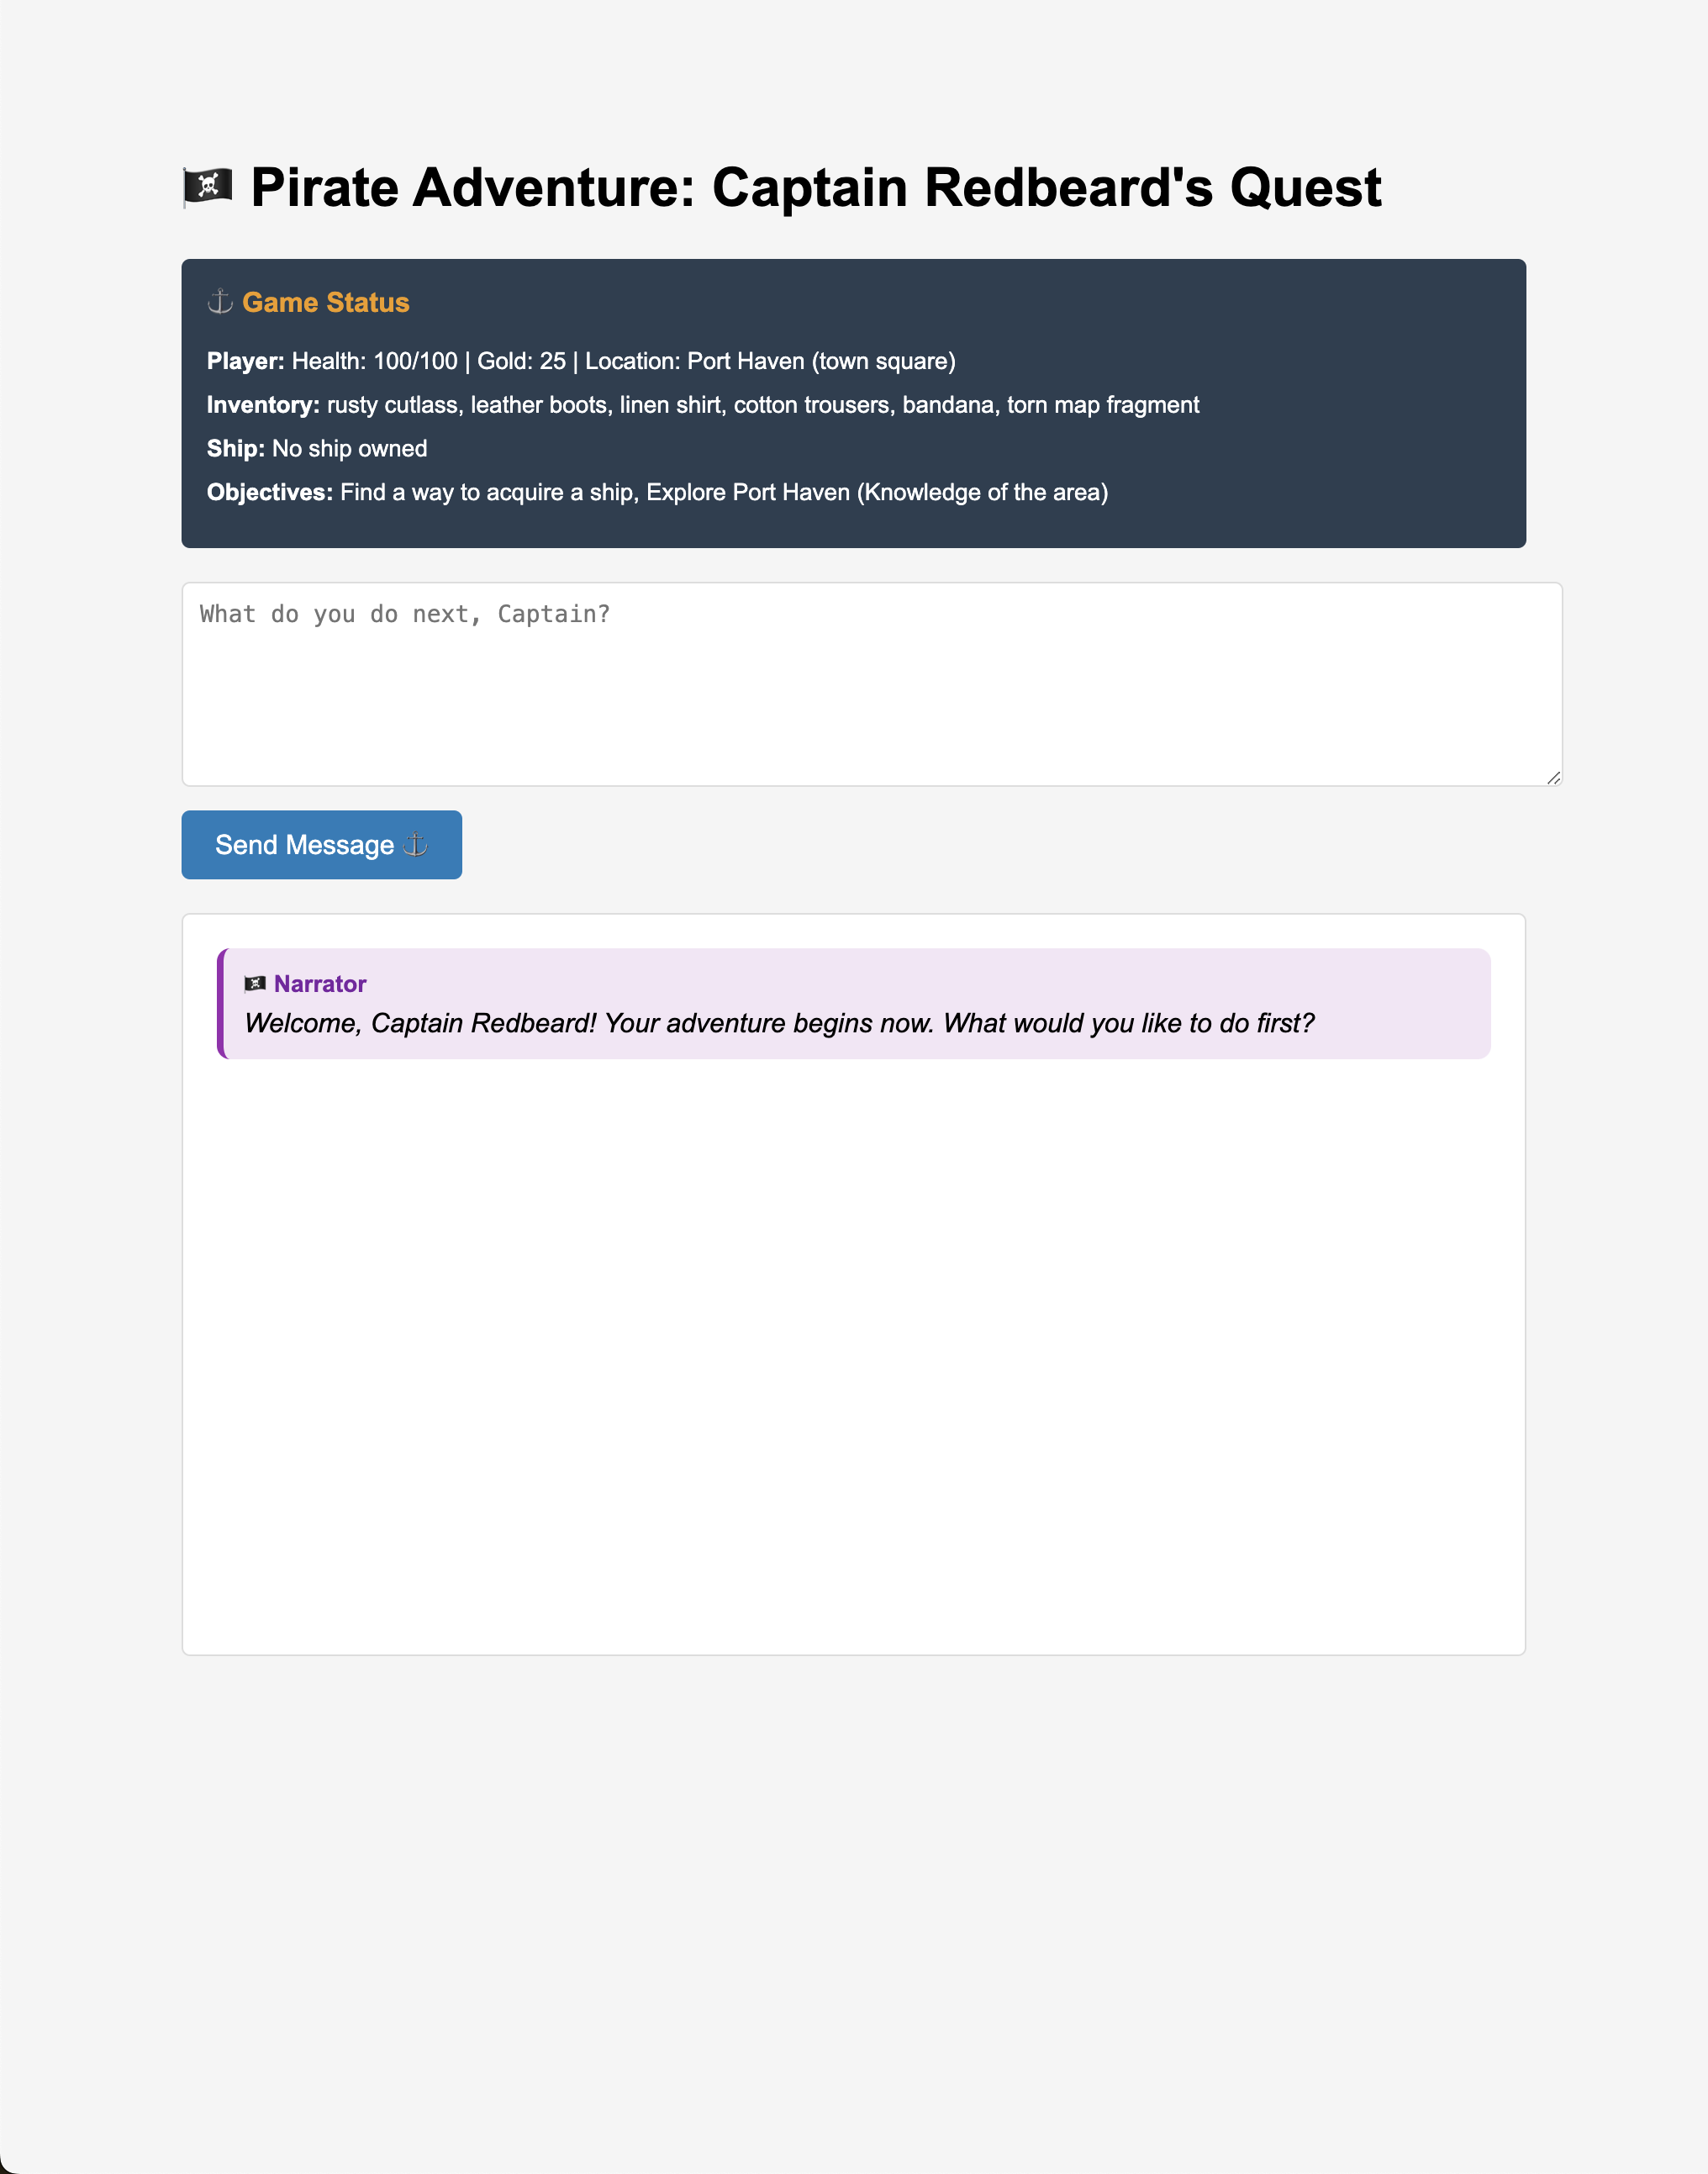 🏴‍☠️ Pirate Adventure: Captain Redbeard's Quest
⚓ Game Status
Player: Health: 100/100 | Gold: 25 | Location: Port Haven (town square)
Inventory: rusty cutlass, leather boots, linen shirt, cotton trousers, bandana, torn map fragment
Ship: No ship owned
Objectives: Find a way to acquire a ship, Explore Port Haven (Knowledge of the area)
What do you do next, Captain?
Send Message ⚓
🏴‍☠️ Narrator
Welcome, Captain Redbeard! Your adventure begins now. What would you like to do first?